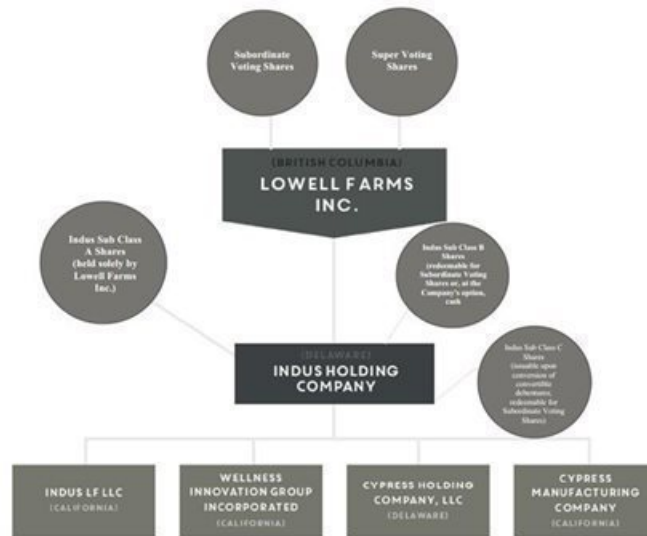 Subordinate
Voting Shares
Super Voting
Shares
(BRITISH COLUMBIA)
LOWELL FARMS
INC.
Indus Sub Class
A Shares
(held solely by
Lowell Farms
Inc.)
Indus Sub Class B
Shares
(redeemable for
Subordinate Voting
Shares or, at the
Company's option,
cash
Indus Sub Class C
Shares
(issuable upon
conversion of
convertible
debentures;
redeemable for
Subordinate Voting
Shares)
(DELAWARE)
INDUS HOLDING
COMPANY
INDUS LF LLC
(CALIFORNIA)
WELLNESS
INNOVATION GROUP
INCORPORATED
(CALIFORNIA)
CYPRESS HOLDING
COMPANY, LLC
(DELAWARE)
CYPRESS
MANUFACTURING
COMPANY
(CALIFORNIA)